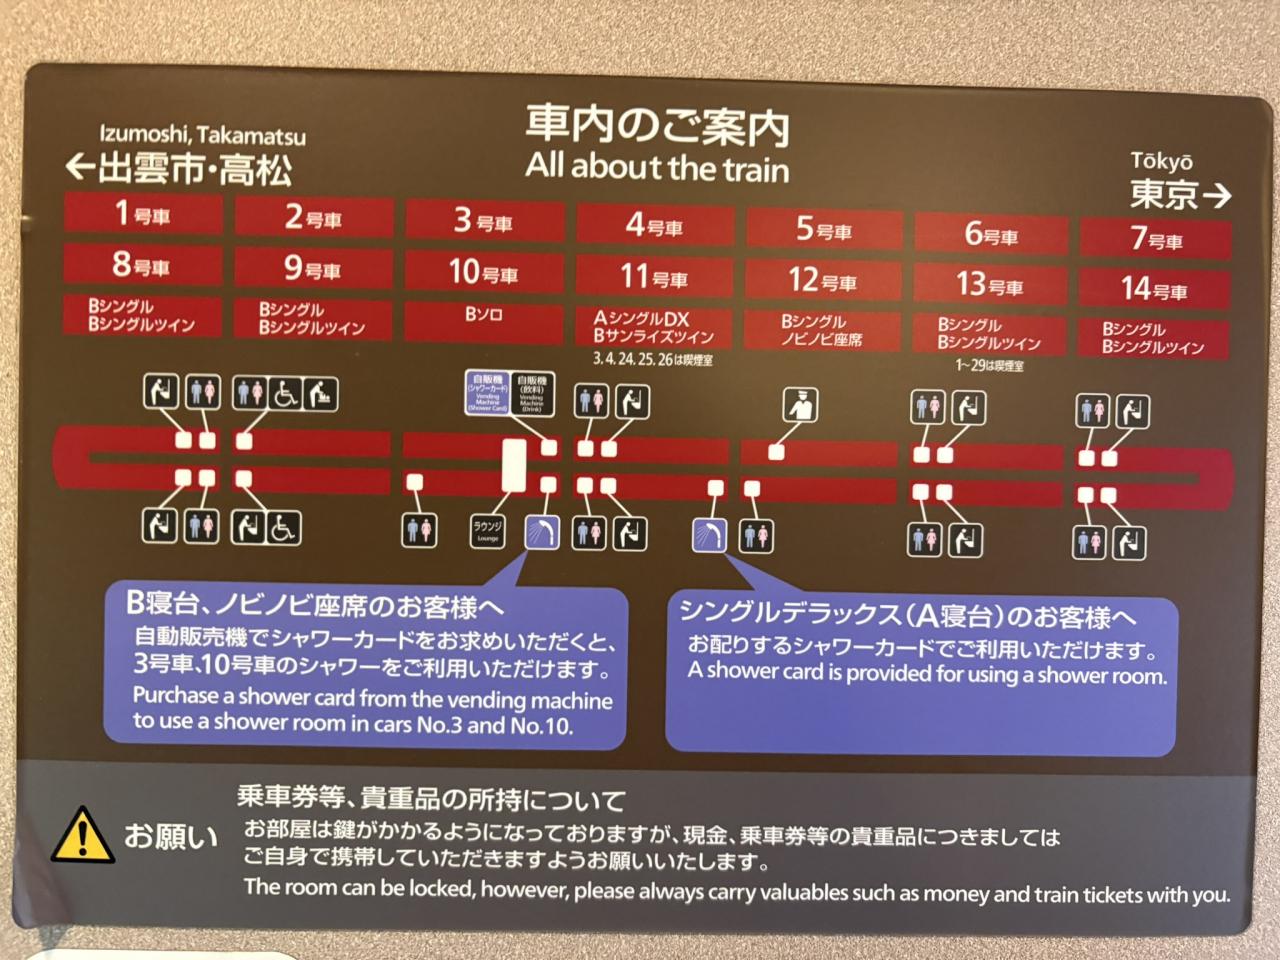 Izumoshi, Takamatsu
←出雲市・高松
車内のご案内
All about the train
Tōkyō
東京→
1号車
2号車
3号車
4号車
5号車
6号車
7号車
8号車
9号車
10号車
11号車
12号車
13号車
14号車
Bシングル
Bシングルツイン
Bシングル
Bシングルツイン
Bソロ
AシングルDX
Bサンライズツイン
Bシングル
ノビノビ座席
Bシングル
Bシングルツイン
Bシングル
Bシングルツイン
3. 4. 24. 25. 26は喫煙室
1～29は喫煙室
自販機
(シャワーカード)
Vending
Machine
(Shower Card)
自販機
(飲料)
Vending
Machine
(Drink)
ラウンジ
Lounge
B寝台、ノビノビ座席のお客様へ
自動販売機でシャワーカードをお求めいただくと、
3号車、10号車のシャワーをご利用いただけます。
Purchase a shower card from the vending machine
to use a shower room in cars No.3 and No.10.
シングルデラックス(A寝台)のお客様へ
お配りするシャワーカードでご利用いただけます。
A shower card is provided for using a shower room.
お願い
乗車券等、貴重品の所持について
お部屋は鍵がかかるようになっておりますが、現金、乗車券等の貴重品につきましては
ご自身で携帯していただきますようお願いいたします。
The room can be locked, however, please always carry valuables such as money and train tickets with you.